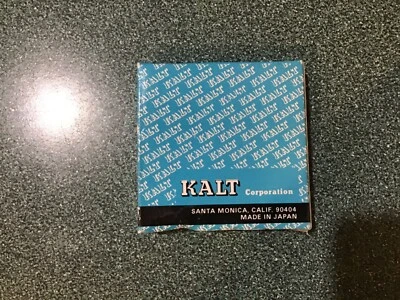 KALT Corporation
SANTA MONICA, CALIF. 90404
MADE IN JAPAN